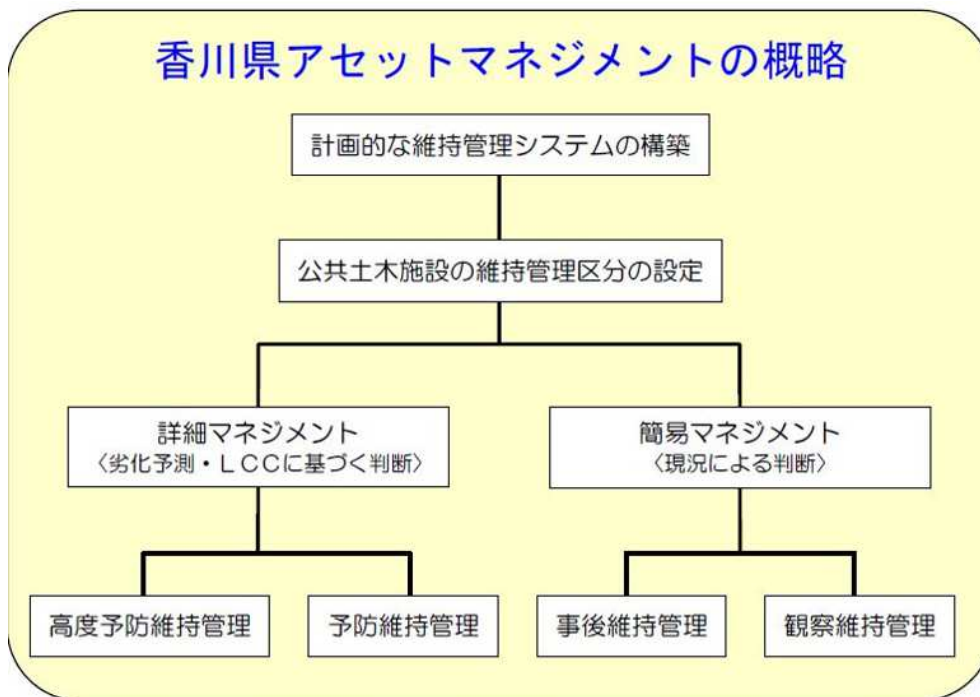 香川県アセットマネジメントの概略
計画的な維持管理システムの構築
公共土木施設の維持管理区分の設定
詳細マネジメント
〈劣化予測・LCCに基づく判断〉
簡易マネジメント
〈現況による判断〉
高度予防維持管理
予防維持管理
事後維持管理
観察維持管理